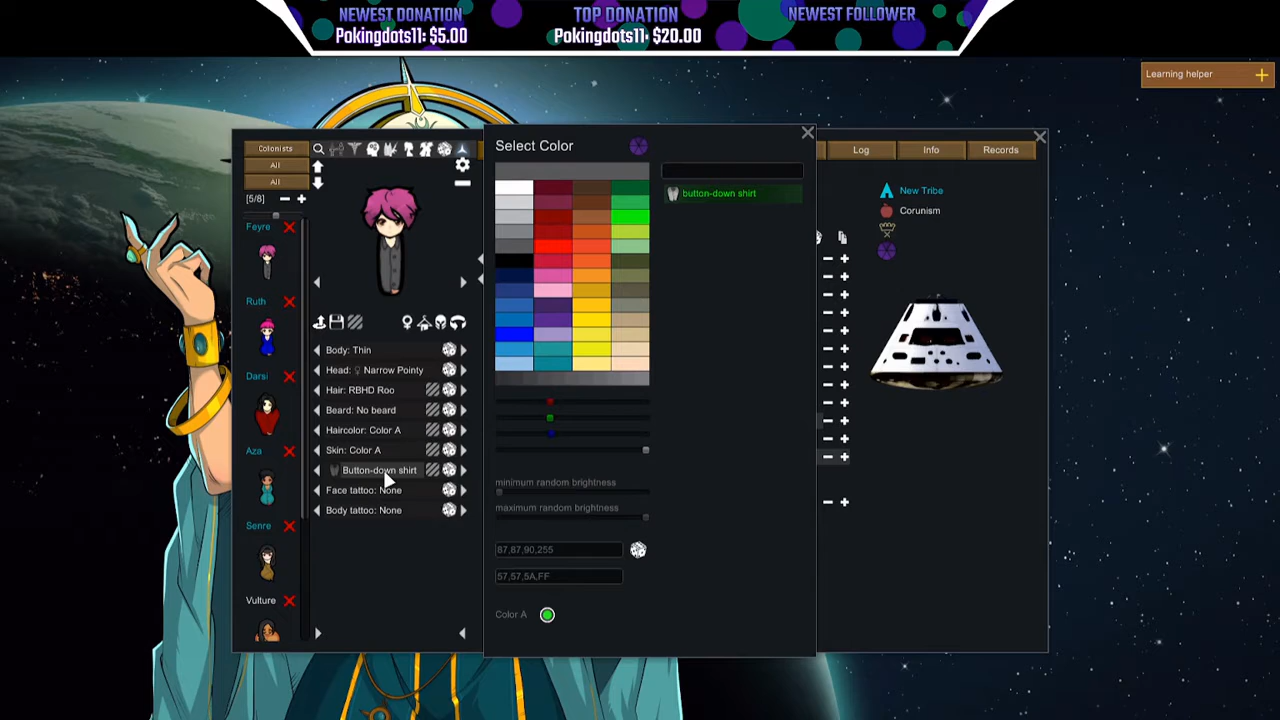 NEWEST DONATION
Pokingdots11: $5.00
TOP DONATION
Pokingdots11: $20.00
NEWEST FOLLOWER
Learning helper
Colonists
All
All
[5/8]
Feyre
Ruth
Darsi
Aza
Senre
Vulture
Body: Thin
Head: ♀ Narrow Pointy
Hair: RBHD Roo
Beard: No beard
Haircolor: Color A
Skin: Color A
Button-down shirt
Face tattoo: None
Body tattoo: None
Select Color
button-down shirt
minimum random brightness
maximum random brightness
87,87,90,255
57,57,5A,FF
Color A
Log
Info
Records
New Tribe
Corunism